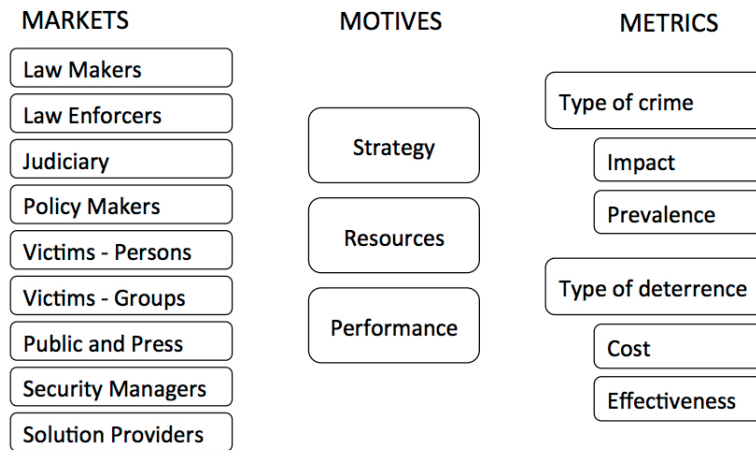 MARKETS
Law Makers
Law Enforcers
Judiciary
Policy Makers
Victims - Persons
Victims - Groups
Public and Press
Security Managers
Solution Providers
MOTIVES
Strategy
Resources
Performance
METRICS
Type of crime
Impact
Prevalence
Type of deterrence
Cost
Effectiveness